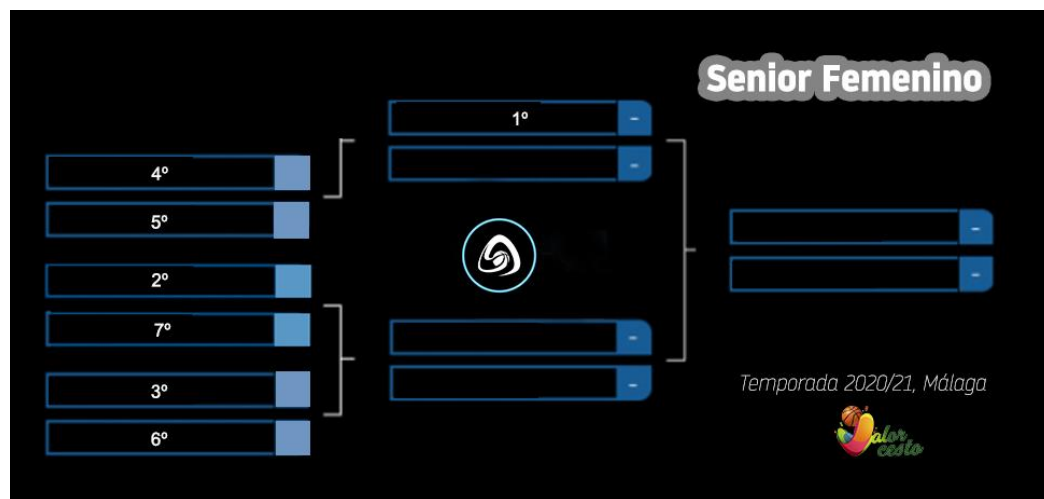 Senior Femenino
1º
-
-
4º
5º
2º
7º
3º
6º
-
-
-
-
Temporada 2020/21, Málaga
Valor
cesto